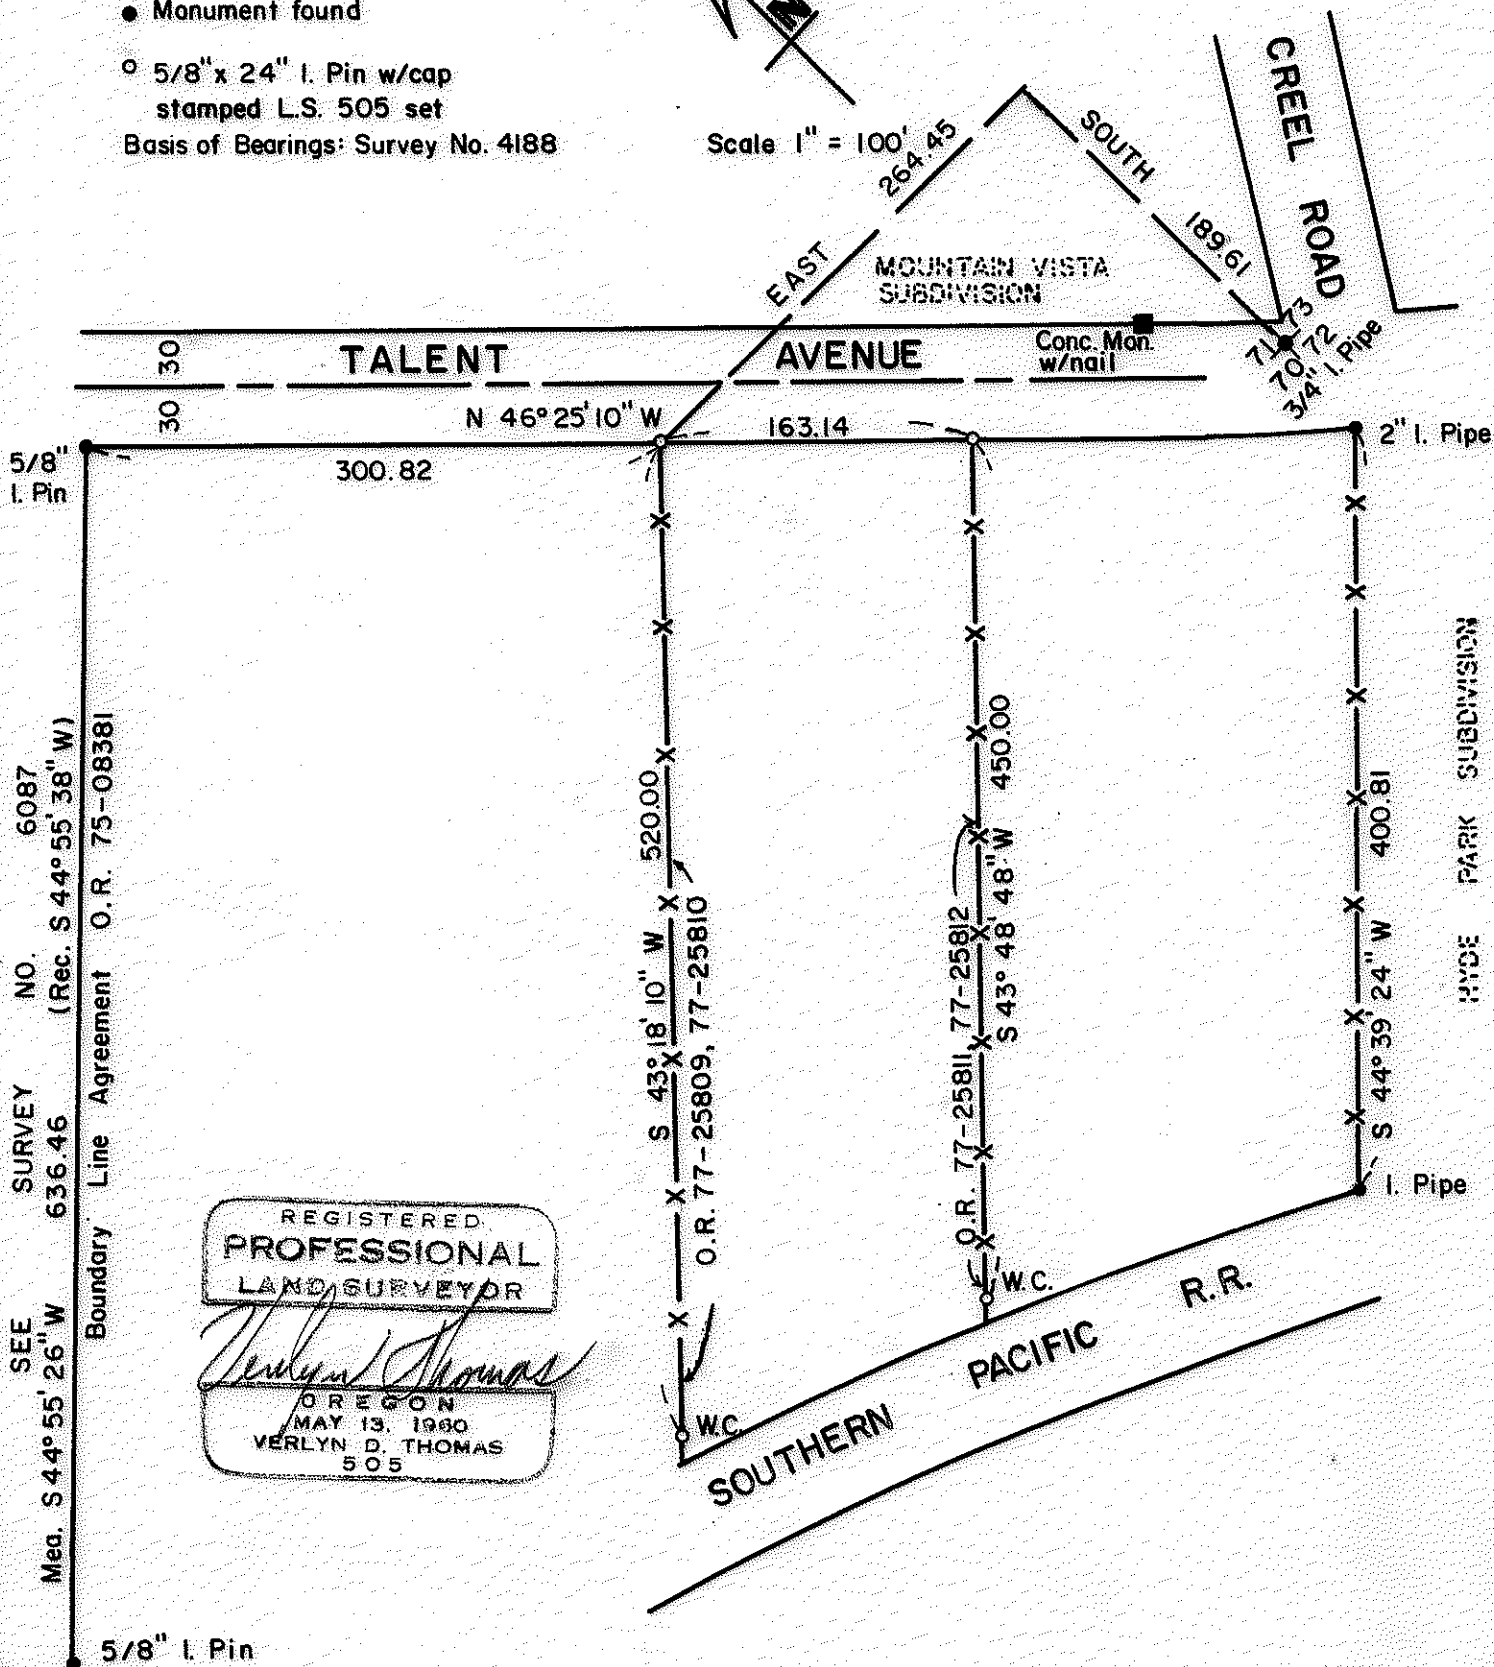 ● Monument found
○ 5/8" x 24" I. Pin w/cap
stamped L.S. 505 set
Basis of Bearings: Survey No. 4188
N
Scale 1" = 100'
CREEL ROAD
SOUTH
189.61
264.45
EAST
MOUNTAIN VISTA
SUBDIVISION
30
TALENT AVENUE
Conc. Mon.
w/nail
71 73
70 72
3/4" I. Pipe
30
N 46° 25' 10" W
163.14
2" I. Pipe
5/8"
I. Pin
300.82
SEE SURVEY NO. 6087
Mea. S 44° 55' 26" W 636.46 (Rec. S 44° 55' 38" W)
Boundary Line Agreement O.R. 75-08381
S 43° 18' 10" W 520.00
O.R. 77-25809, 77-25810
O.R. 77-25811, 77-25812
S 43° 48' 48" W 450.00
S 44° 39' 24" W 400.81
HYDE PARK SUBDIVISION
I. Pipe
W.C.
W.C.
SOUTHERN PACIFIC R.R.
REGISTERED
PROFESSIONAL
LAND SURVEYOR
Verlyn D Thomas
OREGON
MAY 13, 1960
VERLYN D. THOMAS
505
5/8" I. Pin